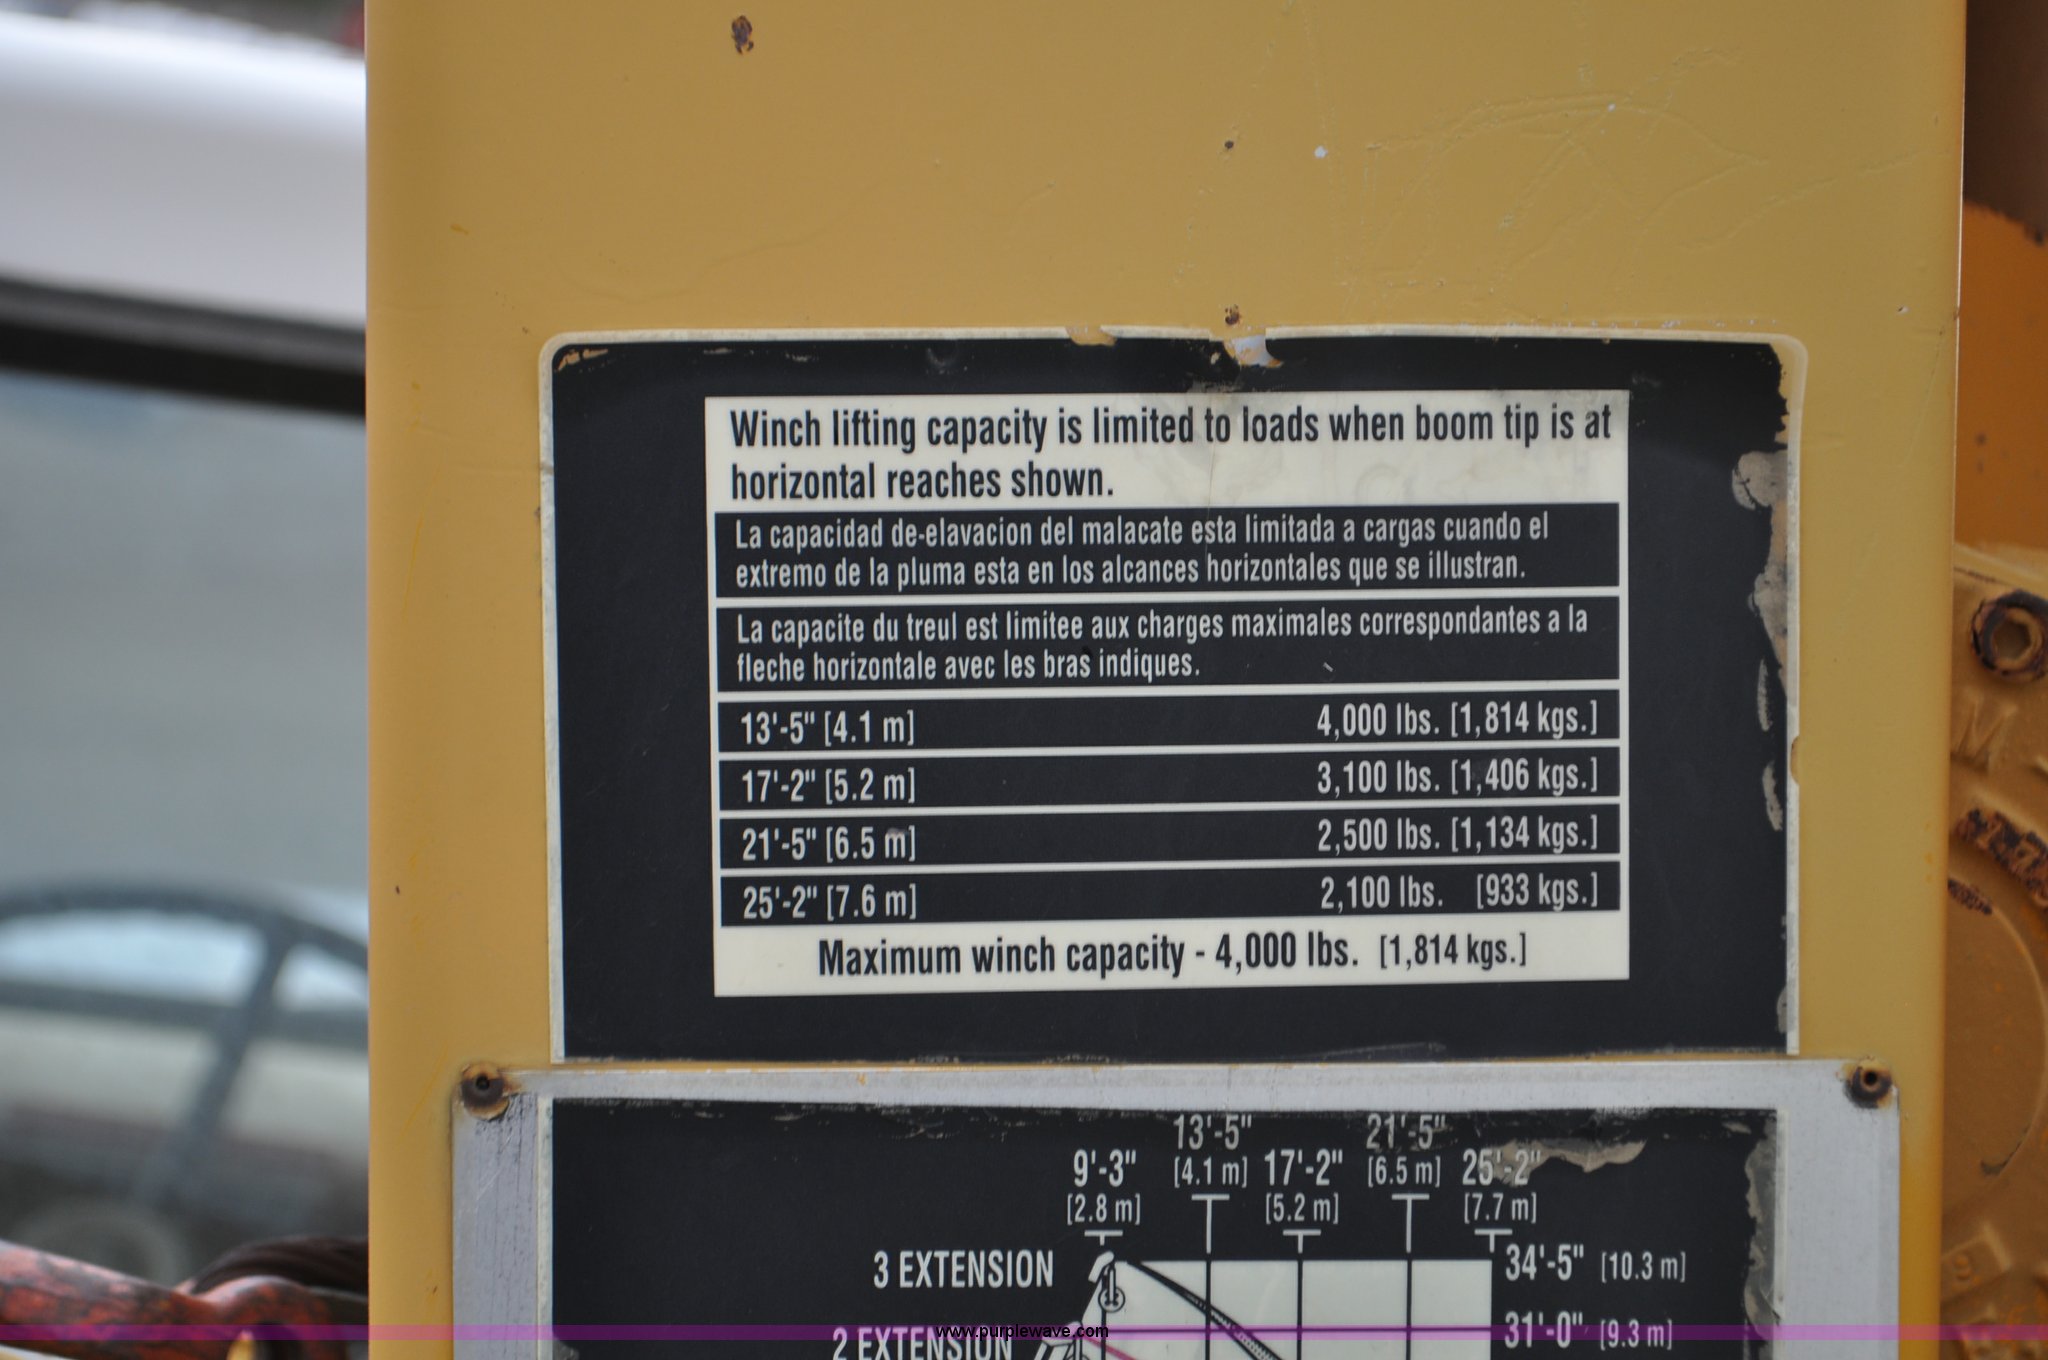 Winch lifting capacity is limited to loads when boom tip is at
horizontal reaches shown.
La capacidad de-elavacion del malacate esta limitada a cargas cuando el
extremo de la pluma esta en los alcances horizontales que se illustran.
La capacite du treul est limitee aux charges maximales correspondantes a la
fleche horizontale avec les bras indiques.
13'-5" [4.1 m] 4,000 lbs. [1,814 kgs.]
17'-2" [5.2 m] 3,100 lbs. [1,406 kgs.]
21'-5" [6.5 m] 2,500 lbs. [1,134 kgs.]
25'-2" [7.6 m] 2,100 lbs. [933 kgs.]
Maximum winch capacity - 4,000 lbs. [1,814 kgs.]
13'-5" 21'-5"
9'-3" [4.1 m] 17'-2" [6.5 m] 25'-2"
[2.8 m] [5.2 m] [7.7 m]
3 EXTENSION 34'-5" [10.3 m]
2 EXTENSION 31'-0" [9.3 m]
www.purplewave.com